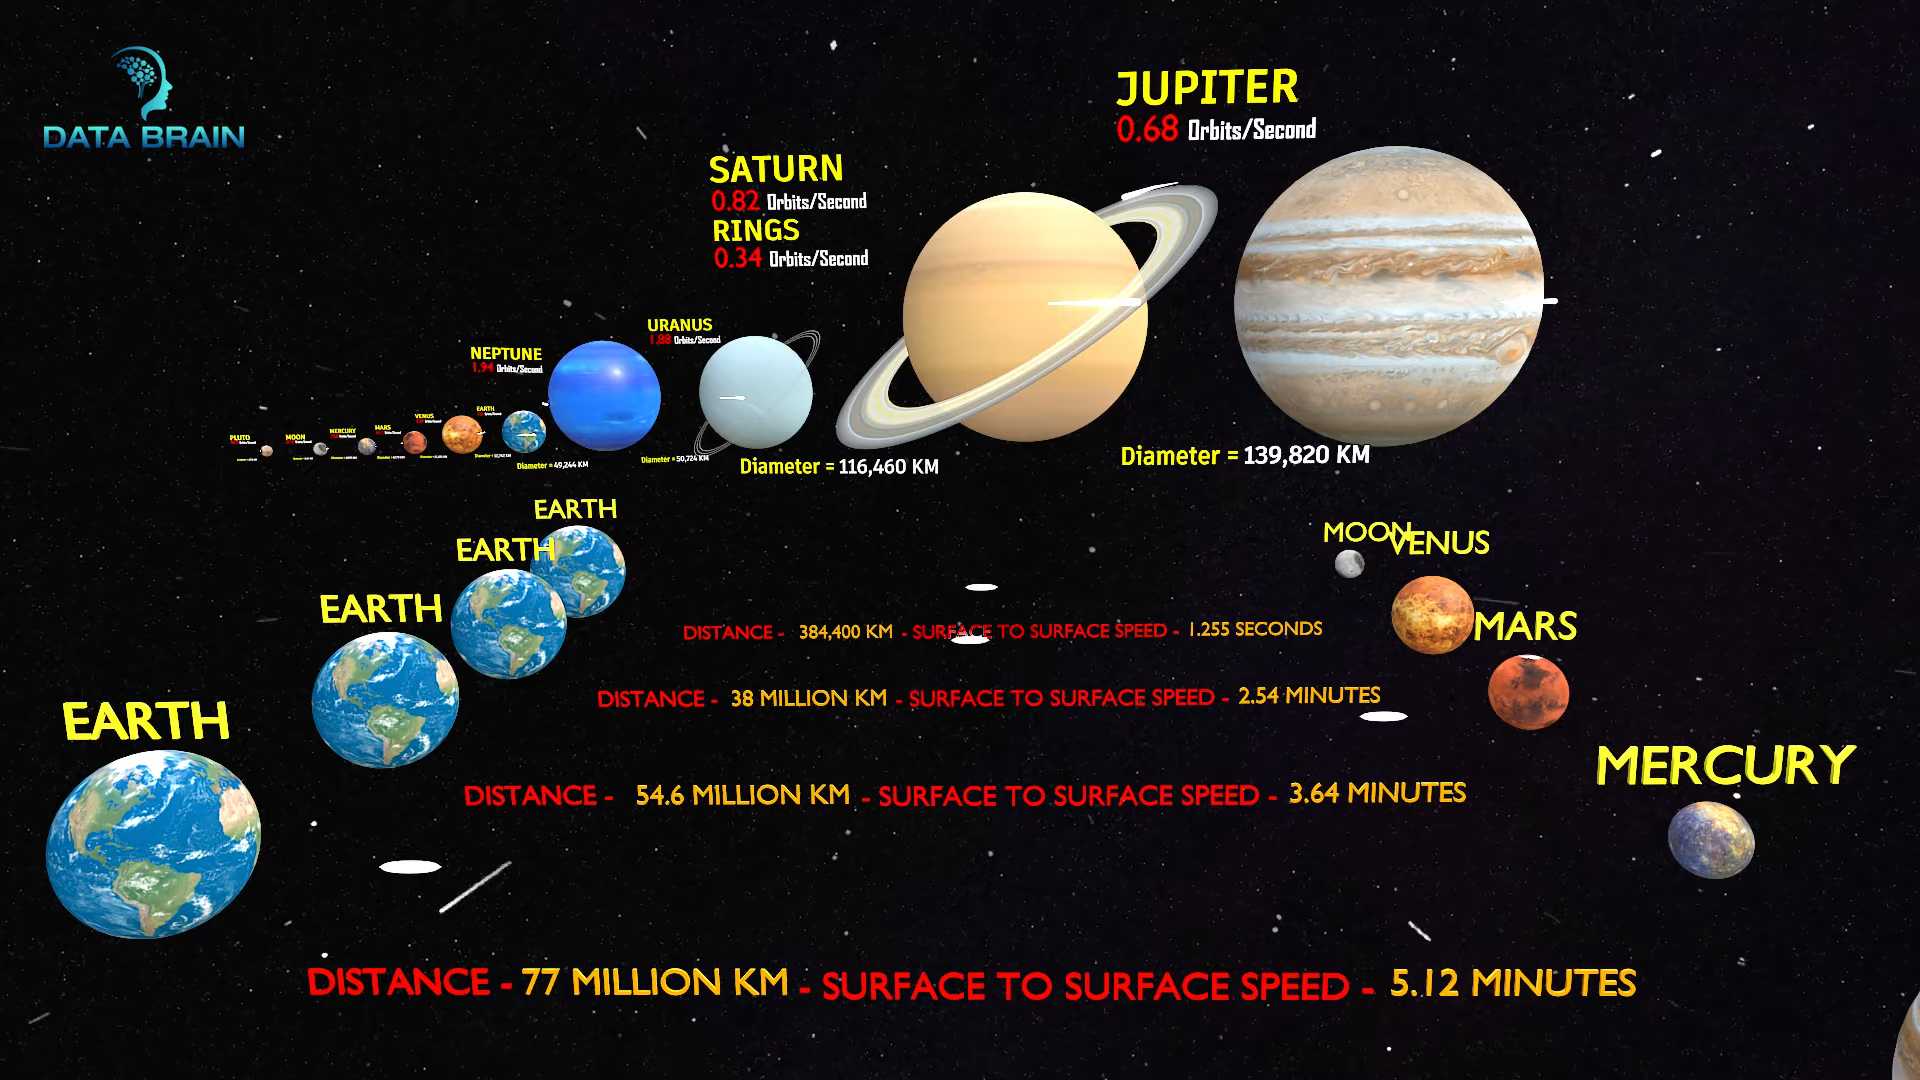 DATA BRAIN
JUPITER
0.68 Orbits/Second
SATURN
0.82 Orbits/Second
RINGS
0.34 Orbits/Second
URANUS
1.88 Orbits/Second
NEPTUNE
1.94 Orbits/Second
EARTH
VENUS
MARS
MERCURY
MOON
PLUTO
Diameter = 49,244 KM
Diameter = 50,724 KM
Diameter = 116,460 KM
Diameter = 139,820 KM
EARTH
MOON
DISTANCE - 384,400 KM - SURFACE TO SURFACE SPEED - 1.255 SECONDS
EARTH
VENUS
DISTANCE - 38 MILLION KM - SURFACE TO SURFACE SPEED - 2.54 MINUTES
EARTH
MARS
DISTANCE - 54.6 MILLION KM - SURFACE TO SURFACE SPEED - 3.64 MINUTES
EARTH
MERCURY
DISTANCE - 77 MILLION KM - SURFACE TO SURFACE SPEED - 5.12 MINUTES